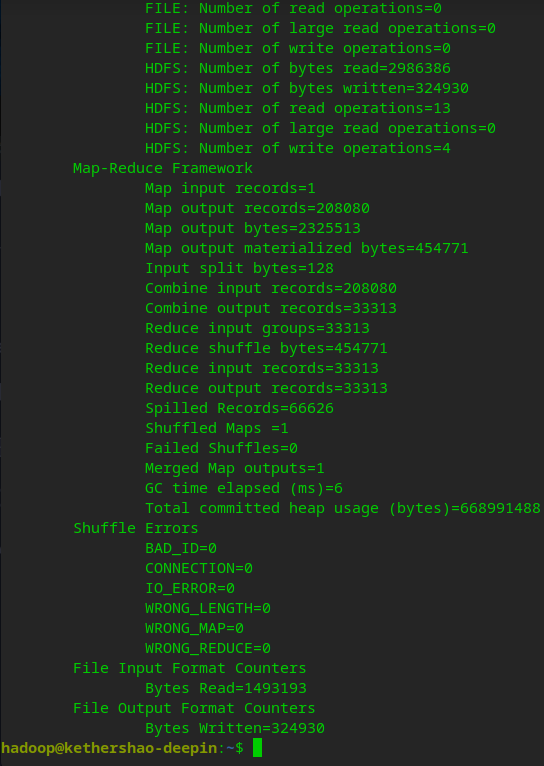 FILE: Number of read operations=0
FILE: Number of large read operations=0
FILE: Number of write operations=0
HDFS: Number of bytes read=2986386
HDFS: Number of bytes written=324930
HDFS: Number of read operations=13
HDFS: Number of large read operations=0
HDFS: Number of write operations=4
Map-Reduce Framework
Map input records=1
Map output records=208080
Map output bytes=2325513
Map output materialized bytes=454771
Input split bytes=128
Combine input records=208080
Combine output records=33313
Reduce input groups=33313
Reduce shuffle bytes=454771
Reduce input records=33313
Reduce output records=33313
Spilled Records=66626
Shuffled Maps =1
Failed Shuffles=0
Merged Map outputs=1
GC time elapsed (ms)=6
Total committed heap usage (bytes)=668991488
Shuffle Errors
BAD_ID=0
CONNECTION=0
IO_ERROR=0
WRONG_LENGTH=0
WRONG_MAP=0
WRONG_REDUCE=0
File Input Format Counters
Bytes Read=1493193
File Output Format Counters
Bytes Written=324930
hadoop@kethershao-deepin:~$